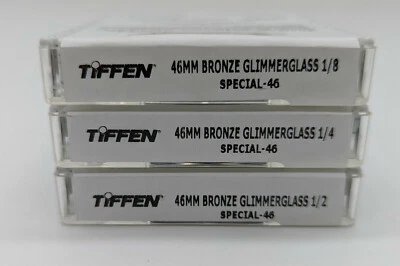 TIFFEN® 46MM BRONZE GLIMMERGLASS 1/8
SPECIAL-46
TIFFEN® 46MM BRONZE GLIMMERGLASS 1/4
SPECIAL-46
TIFFEN® 46MM BRONZE GLIMMERGLASS 1/2
SPECIAL-46